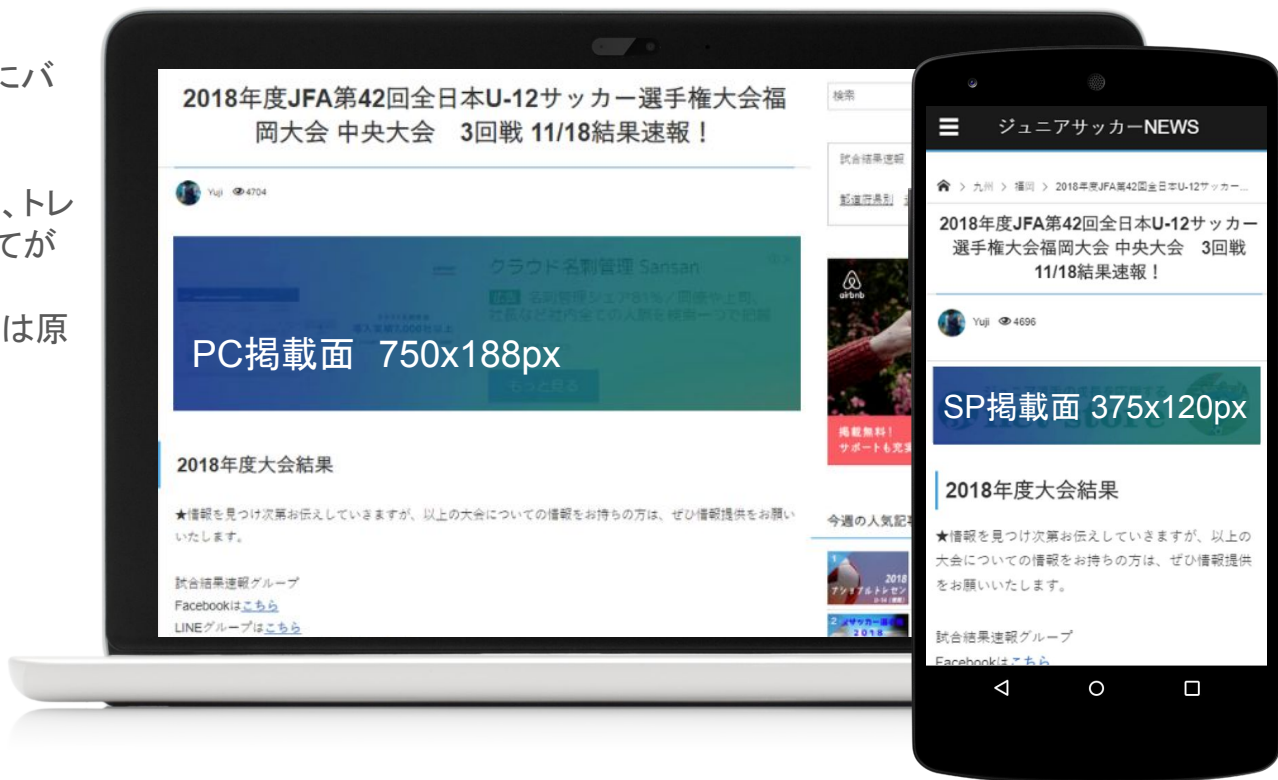 にバ
、トレ
てが
は原
2018年度JFA第42回全日本U-12サッカー選手権大会福
岡大会 中央大会　3回戦 11/18結果速報！
Yuji 4704
クラウド名刺管理 Sansan
PC掲載面 750x188px
もっと見る
2018年度大会結果
★情報を見つけ次第お伝えしていきますが、以上の大会についての情報をお持ちの方は、ぜひ情報提供をお願い
いたします。
試合結果速報グループ
Facebookはこちら
LINEグループはこちら
検索
試合結果速報
都道府県別
airbnb
掲載無料！
サポートも充実
今週の人気記事
1
2018
2
2018
ジュニアサッカーNEWS
> 九州 > 福岡 > 2018年度JFA第42回全日本U-12サッカー...
2018年度JFA第42回全日本U-12サッカー
選手権大会福岡大会 中央大会　3回戦
11/18結果速報！
Yuji 4696
SP掲載面 375x120px
2018年度大会結果
★情報を見つけ次第お伝えしていきますが、以上の
大会についての情報をお持ちの方は、ぜひ情報提供
をお願いいたします。
試合結果速報グループ
Facebookはこちら